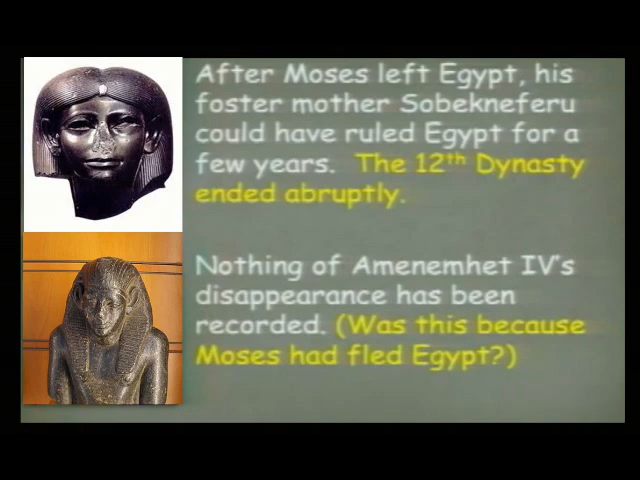 After Moses left Egypt, his
foster mother Sobekneferu
could have ruled Egypt for a
few years. The 12th Dynasty
ended abruptly.
Nothing of Amenemhet IV's
disappearance has been
recorded. (Was this because
Moses had fled Egypt?)